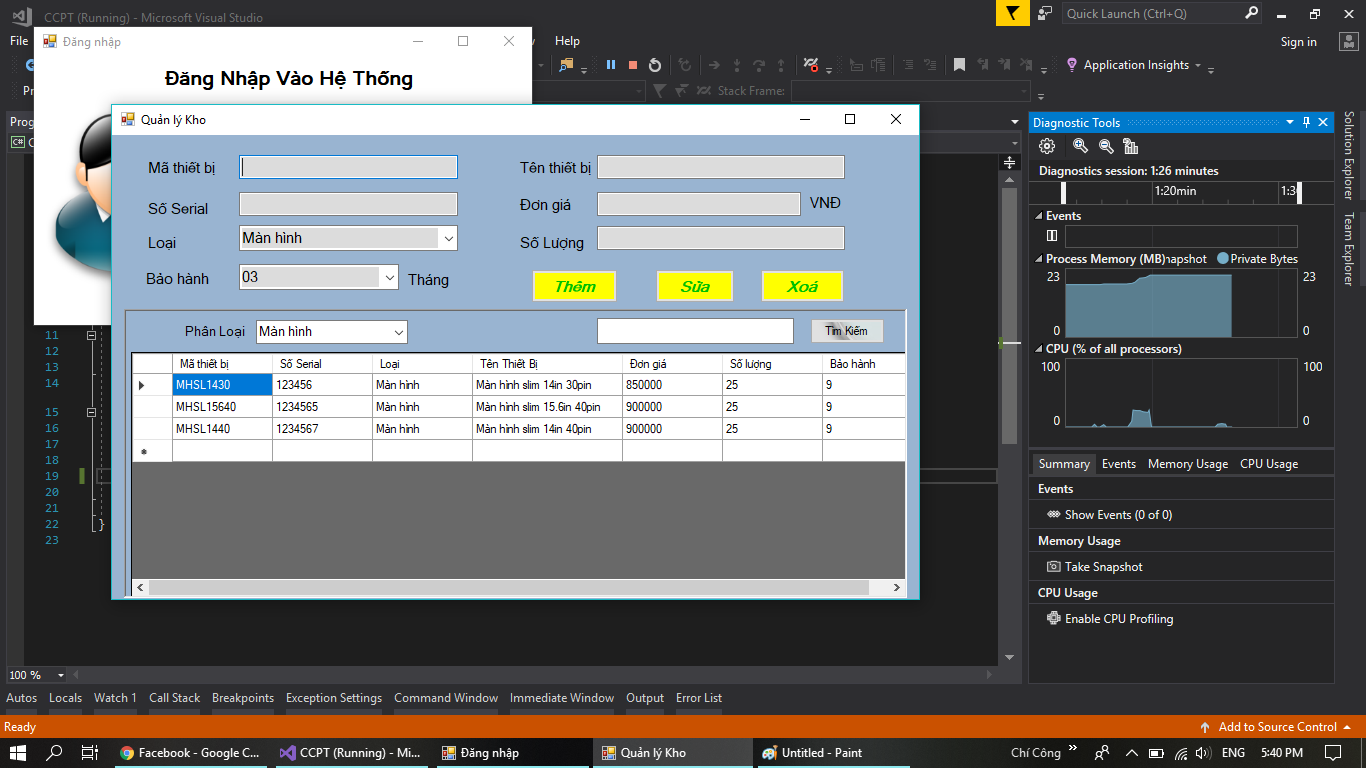 CCPT (Running) - Microsoft Visual Studio
Quick Launch (Ctrl+Q)
File
Help
Sign in
Đăng nhập
Application Insights
Stack Frame:
Đăng Nhập Vào Hệ Thống
Quản lý Kho
Mã thiết bị
Tên thiết bị
Số Serial
Đơn giá
VNĐ
Loại
Màn hình
Số Lượng
Bảo hành
03
Tháng
Thêm
Sữa
Xoá
Phân Loại
Màn hình
Tìm Kiếm
Mã thiết bị Số Serial Loại Tên Thiết Bị Đơn giá Số lượng Bảo hành
MHSL1430 123456 Màn hình Màn hình slim 14in 30pin 850000 25 9
MHSL15640 1234565 Màn hình Màn hình slim 15.6in 40pin 900000 25 9
MHSL1440 1234567 Màn hình Màn hình slim 14in 40pin 900000 25 9
11
12
13
14
15
16
17
18
19
20
21
22 }
23
100 %
Diagnostic Tools
Diagnostics session: 1:26 minutes
1:20min
Events
Process Memory (MB)
Private Bytes
23 23
0 0
CPU (% of all processors)
100 100
0 0
Summary Events Memory Usage CPU Usage
Events
Show Events (0 of 0)
Memory Usage
Take Snapshot
CPU Usage
Enable CPU Profiling
Solution Explorer
Team Explorer
Autos Locals Watch 1 Call Stack Breakpoints Exception Settings Command Window Immediate Window Output Error List
Ready
Add to Source Control
Facebook - Google C...
CCPT (Running) - Mi...
Đăng nhập
Quản lý Kho
Untitled - Paint
Chí Công
ENG
5:40 PM